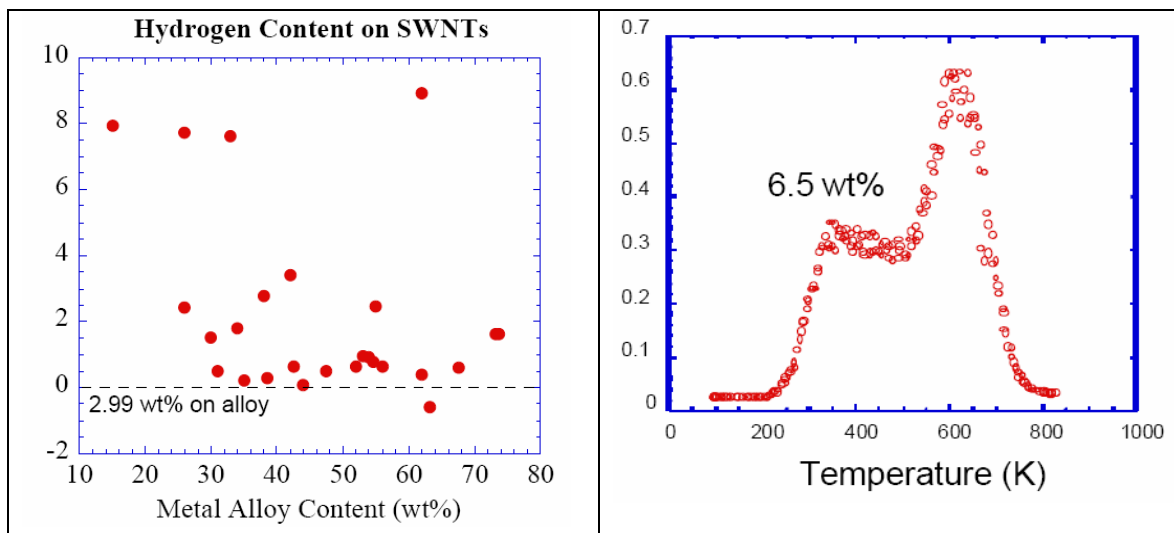 Hydrogen Content on SWNTs
10
8
6
4
2
0
-2
2.99 wt% on alloy
10 20 30 40 50 60 70 80
Metal Alloy Content (wt%)
0.7
0.6
0.5
0.4
0.3
0.2
0.1
0
6.5 wt%
0 200 400 600 800 1000
Temperature (K)